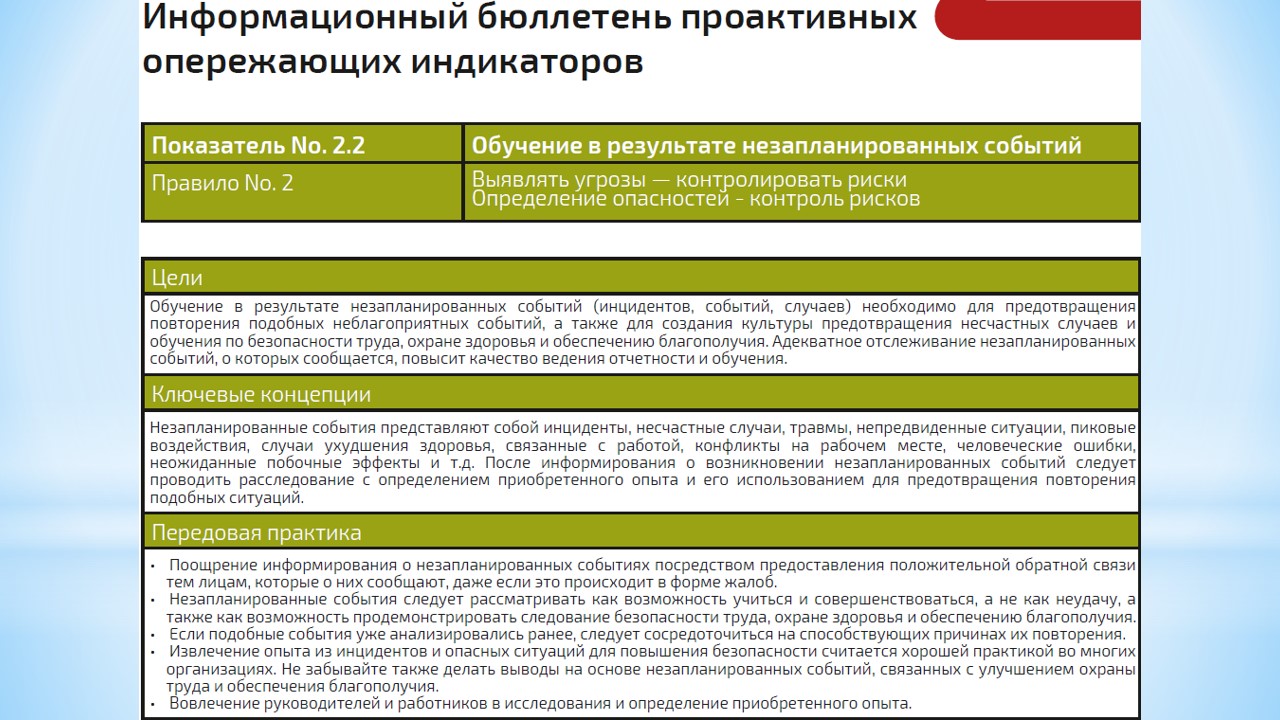 Информационный бюллетень проактивных
опережающих индикаторов
Показатель No. 2.2
Обучение в результате незапланированных событий
Правило No. 2
Выявлять угрозы — контролировать риски
Определение опасностей - контроль рисков
Цели
Обучение в результате незапланированных событий (инцидентов, событий, случаев) необходимо для предотвращения
повторения подобных неблагоприятных событий, а также для создания культуры предотвращения несчастных случаев и
обучения по безопасности труда, охране здоровья и обеспечению благополучия. Адекватное отслеживание незапланированных
событий, о которых сообщается, повысит качество ведения отчетности и обучения.
Ключевые концепции
Незапланированные события представляют собой инциденты, несчастные случаи, травмы, непредвиденные ситуации, пиковые
воздействия, случаи ухудшения здоровья, связанные с работой, конфликты на рабочем месте, человеческие ошибки,
неожиданные побочные эффекты и т.д. После информирования о возникновении незапланированных событий следует
проводить расследование с определением приобретенного опыта и его использованием для предотвращения повторения
подобных ситуаций.
Передовая практика
• Поощрение информирования о незапланированных событиях посредством предоставления положительной обратной связи
тем лицам, которые о них сообщают, даже если это происходит в форме жалоб.
• Незапланированные события следует рассматривать как возможность учиться и совершенствоваться, а не как неудачу, а
также как возможность продемонстрировать следование безопасности труда, охране здоровья и обеспечению благополучия.
• Если подобные события уже анализировались ранее, следует сосредоточиться на способствующих причинах их повторения.
• Извлечение опыта из инцидентов и опасных ситуаций для повышения безопасности считается хорошей практикой во многих
организациях. Не забывайте также делать выводы на основе незапланированных событий, связанных с улучшением охраны
труда и обеспечения благополучия.
• Вовлечение руководителей и работников в исследования и определение приобретенного опыта.